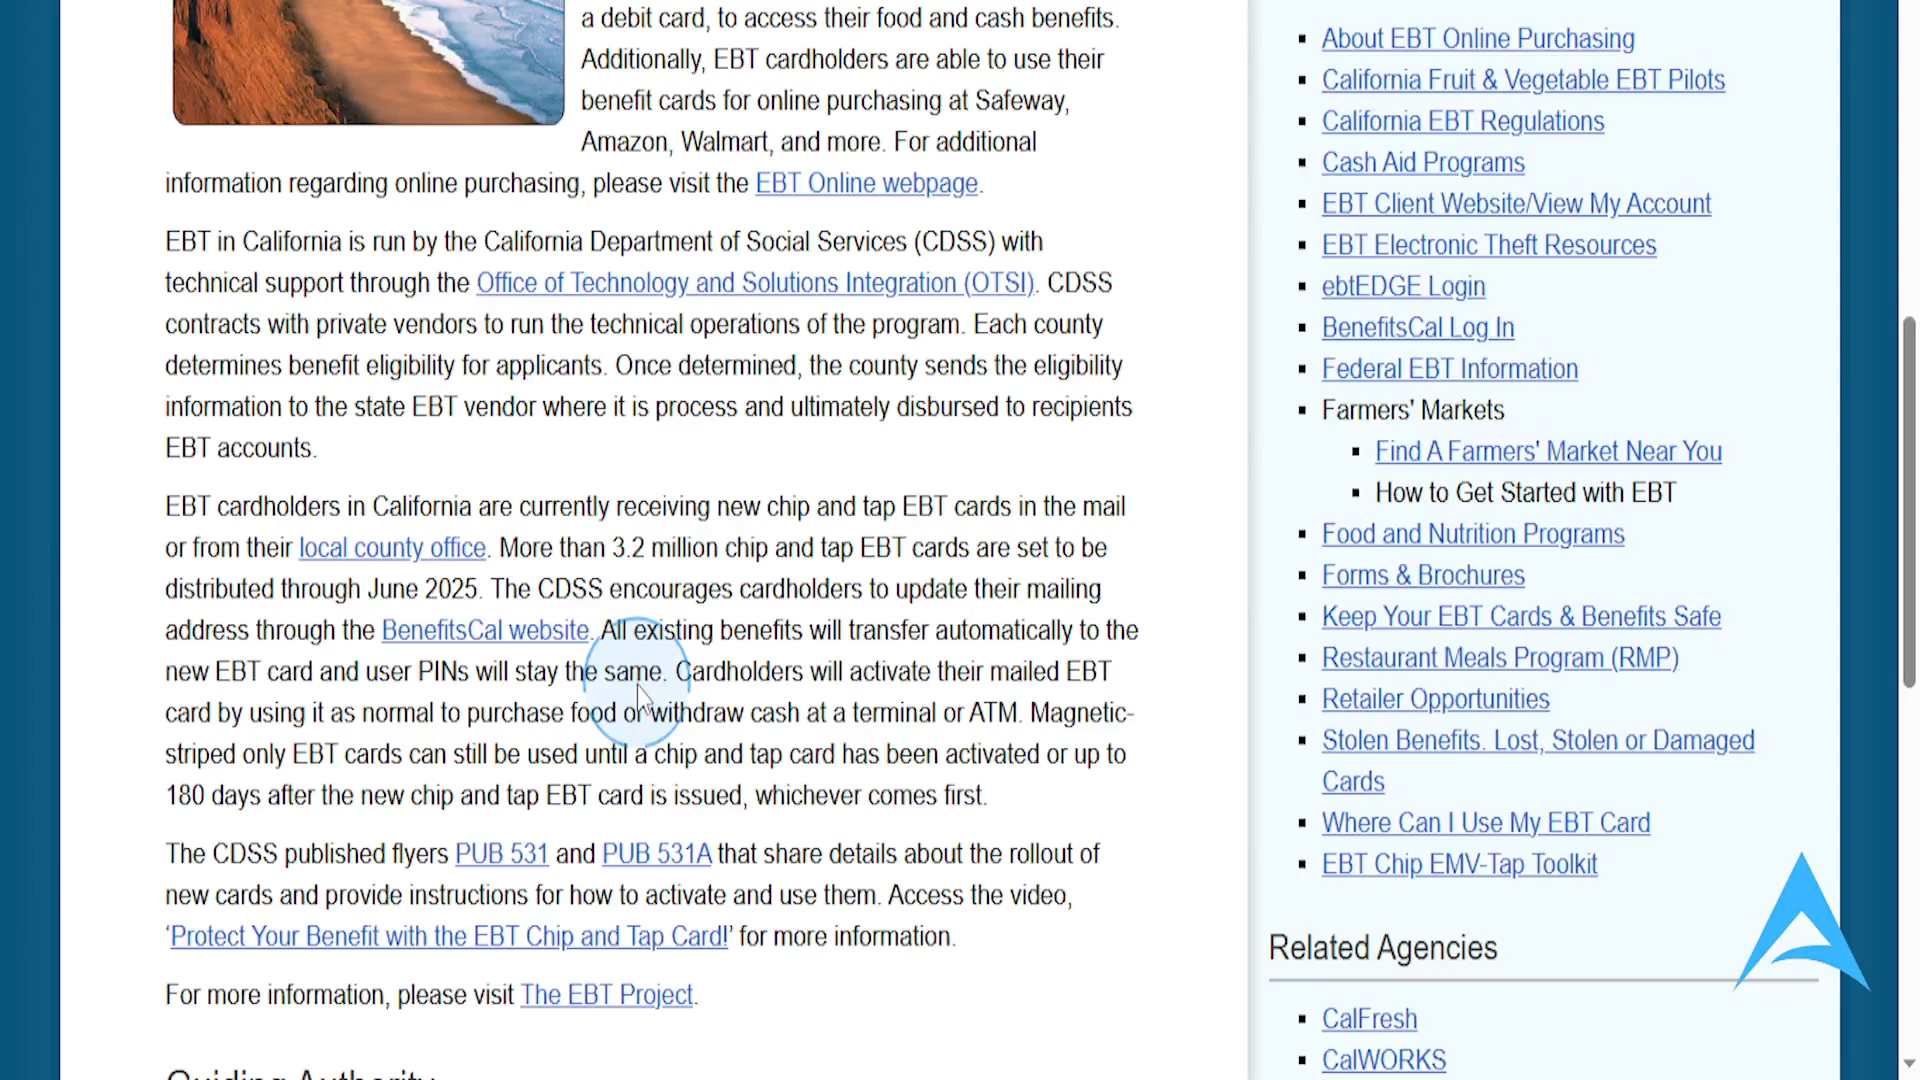 a debit card, to access their food and cash benefits.
Additionally, EBT cardholders are able to use their
benefit cards for online purchasing at Safeway,
Amazon, Walmart, and more. For additional
information regarding online purchasing, please visit the EBT Online webpage.
EBT in California is run by the California Department of Social Services (CDSS) with
technical support through the Office of Technology and Solutions Integration (OTSI). CDSS
contracts with private vendors to run the technical operations of the program. Each county
determines benefit eligibility for applicants. Once determined, the county sends the eligibility
information to the state EBT vendor where it is process and ultimately disbursed to recipients
EBT accounts.
EBT cardholders in California are currently receiving new chip and tap EBT cards in the mail
or from their local county office. More than 3.2 million chip and tap EBT cards are set to be
distributed through June 2025. The CDSS encourages cardholders to update their mailing
address through the BenefitsCal website. All existing benefits will transfer automatically to the
new EBT card and user PINs will stay the same. Cardholders will activate their mailed EBT
card by using it as normal to purchase food or withdraw cash at a terminal or ATM. Magnetic-
striped only EBT cards can still be used until a chip and tap card has been activated or up to
180 days after the new chip and tap EBT card is issued, whichever comes first.
The CDSS published flyers PUB 531 and PUB 531A that share details about the rollout of
new cards and provide instructions for how to activate and use them. Access the video,
‘Protect Your Benefit with the EBT Chip and Tap Card!’ for more information.
For more information, please visit The EBT Project.
Guiding Authority
About EBT Online Purchasing
California Fruit & Vegetable EBT Pilots
California EBT Regulations
Cash Aid Programs
EBT Client Website/View My Account
EBT Electronic Theft Resources
ebtEDGE Login
BenefitsCal Log In
Federal EBT Information
Farmers' Markets
Find A Farmers' Market Near You
How to Get Started with EBT
Food and Nutrition Programs
Forms & Brochures
Keep Your EBT Cards & Benefits Safe
Restaurant Meals Program (RMP)
Retailer Opportunities
Stolen Benefits. Lost, Stolen or Damaged
Cards
Where Can I Use My EBT Card
EBT Chip EMV-Tap Toolkit
Related Agencies
CalFresh
CalWORKS